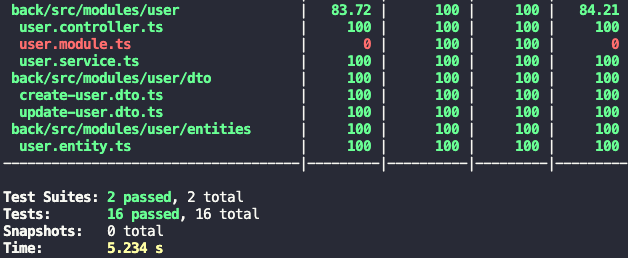 back/src/modules/user | 83.72 | 100 | 100 | 84.21
user.controller.ts | 100 | 100 | 100 | 100
user.module.ts | 0 | 100 | 100 | 0
user.service.ts | 100 | 100 | 100 | 100
back/src/modules/user/dto | 100 | 100 | 100 | 100
create-user.dto.ts | 100 | 100 | 100 | 100
update-user.dto.ts | 100 | 100 | 100 | 100
back/src/modules/user/entities | 100 | 100 | 100 | 100
user.entity.ts | 100 | 100 | 100 | 100
Test Suites: 2 passed, 2 total
Tests: 16 passed, 16 total
Snapshots: 0 total
Time: 5.234 s